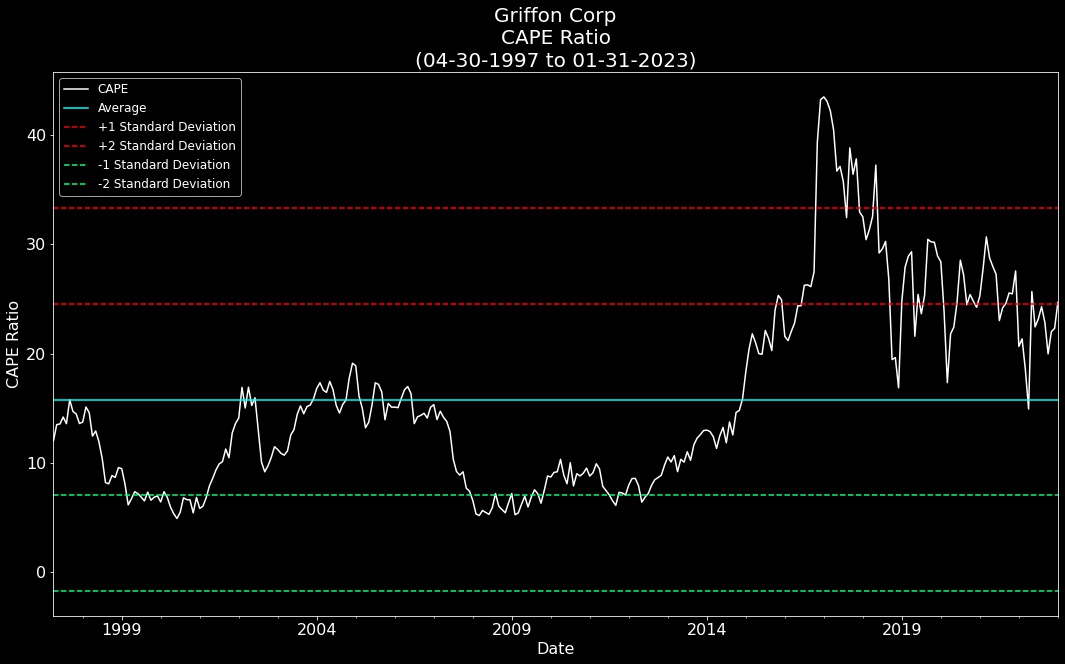 Griffon Corp
CAPE Ratio
(04-30-1997 to 01-31-2023)
CAPE
Average
+1 Standard Deviation
+2 Standard Deviation
-1 Standard Deviation
-2 Standard Deviation
CAPE Ratio
40
30
20
10
0
1999
2004
2009
2014
2019
Date